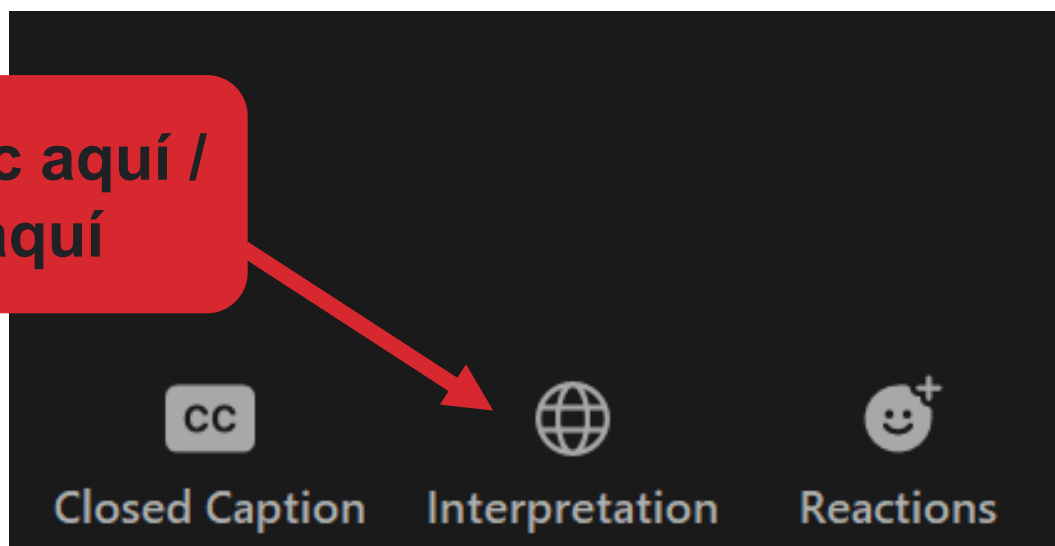 aquí /
aquí
CC
Closed Caption
Interpretation
Reactions